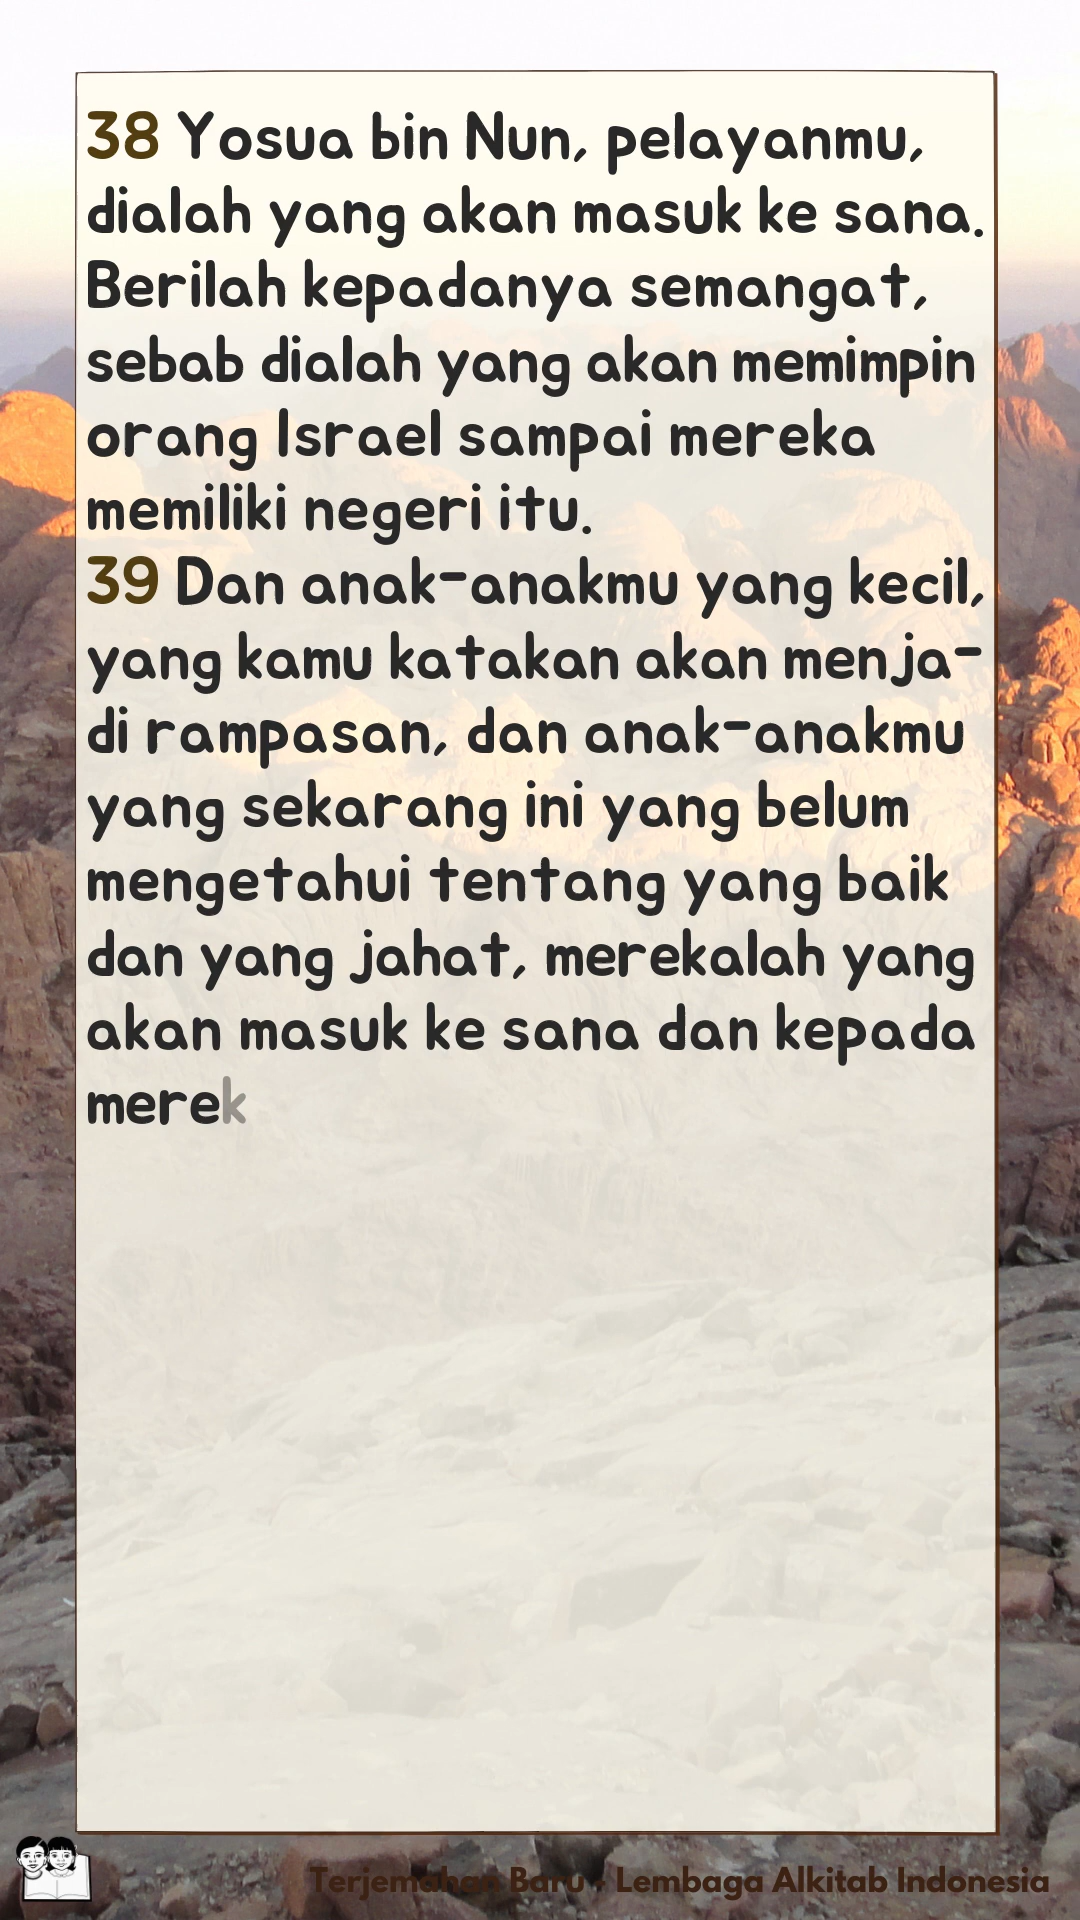 38 Yosua bin Nun, pelayanmu,
dialah yang akan masuk ke sana.
Berilah kepadanya semangat,
sebab dialah yang akan memimpin
orang Israel sampai mereka
memiliki negeri itu.
39 Dan anak-anakmu yang kecil,
yang kamu katakan akan menja-
di rampasan, dan anak-anakmu
yang sekarang ini yang belum
mengetahui tentang yang baik
dan yang jahat, merekalah yang
akan masuk ke sana dan kepada
merek
Terjemahan Baru - Lembaga Alkitab Indonesia